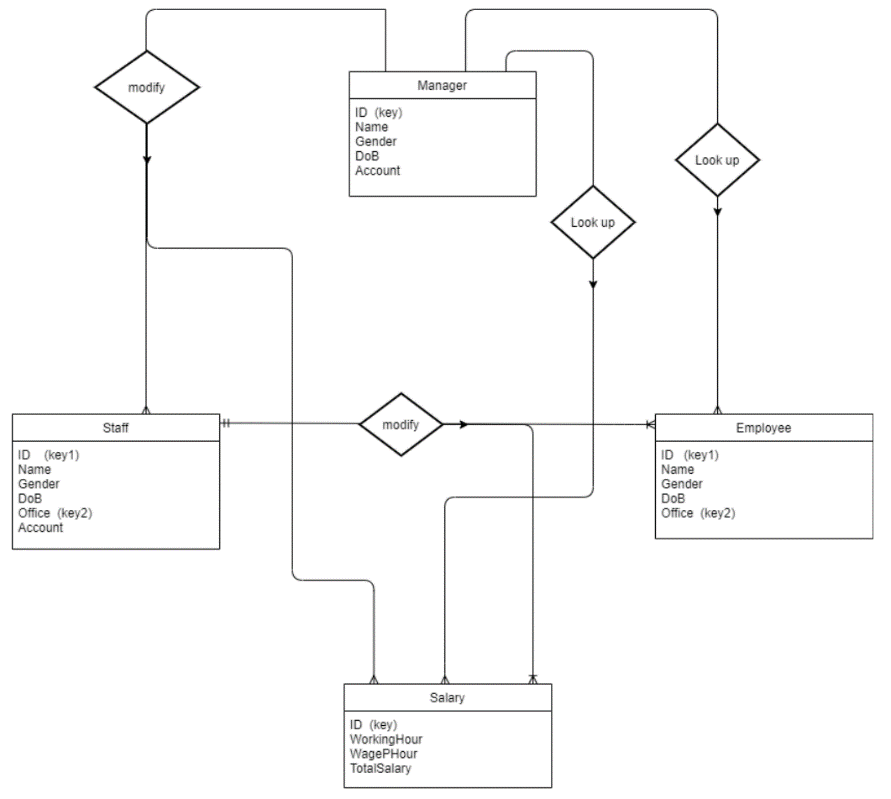 modify
Manager
ID (key)
Name
Gender
DoB
Account
Look up
Look up
Staff
ID (key1)
Name
Gender
DoB
Office (key2)
Account
modify
Employee
ID (key1)
Name
Gender
DoB
Office (key2)
Salary
ID (key)
WorkingHour
WagePHour
TotalSalary